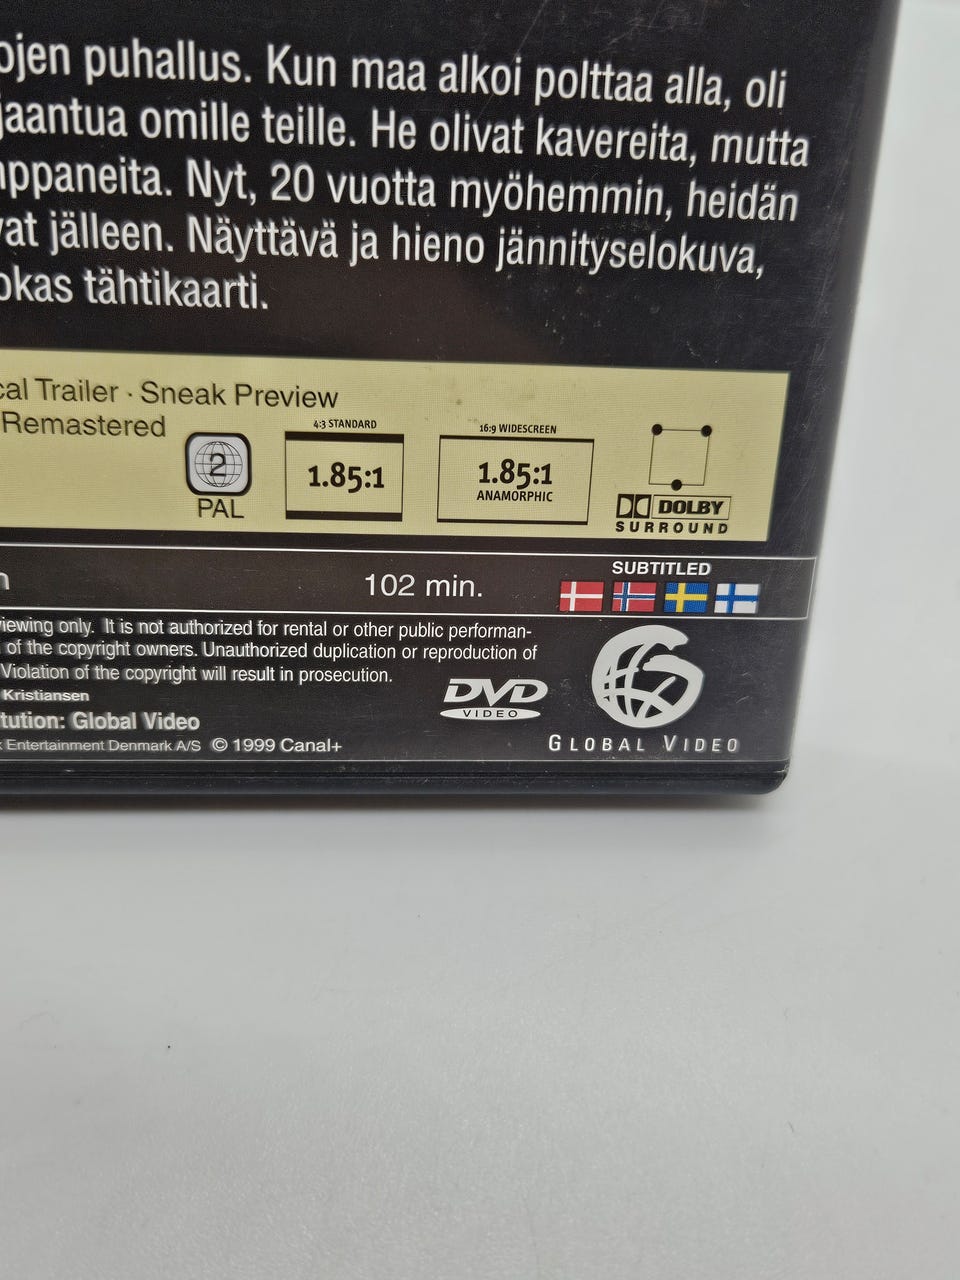 ojen puhallus. Kun maa alkoi polttaa alla, oli
jaantua omille teille. He olivat kavereita, mutta
ppaneita. Nyt, 20 vuotta myöhemmin, heidän
vat jälleen. Näyttävä ja hieno jännityselokuva,
okas tähtikaarti.
cal Trailer · Sneak Preview
Remastered
2
PAL
4:3 STANDARD
1.85:1
16:9 WIDESCREEN
1.85:1
ANAMORPHIC
DOLBY
SURROUND
102 min.
SUBTITLED
iewing only. It is not authorized for rental or other public performan-
of the copyright owners. Unauthorized duplication or reproduction of
Violation of the copyright will result in prosecution.
Kristiansen
tution: Global Video
Entertainment Denmark A/S © 1999 Canal+
DVD
VIDEO
GLOBAL VIDEO